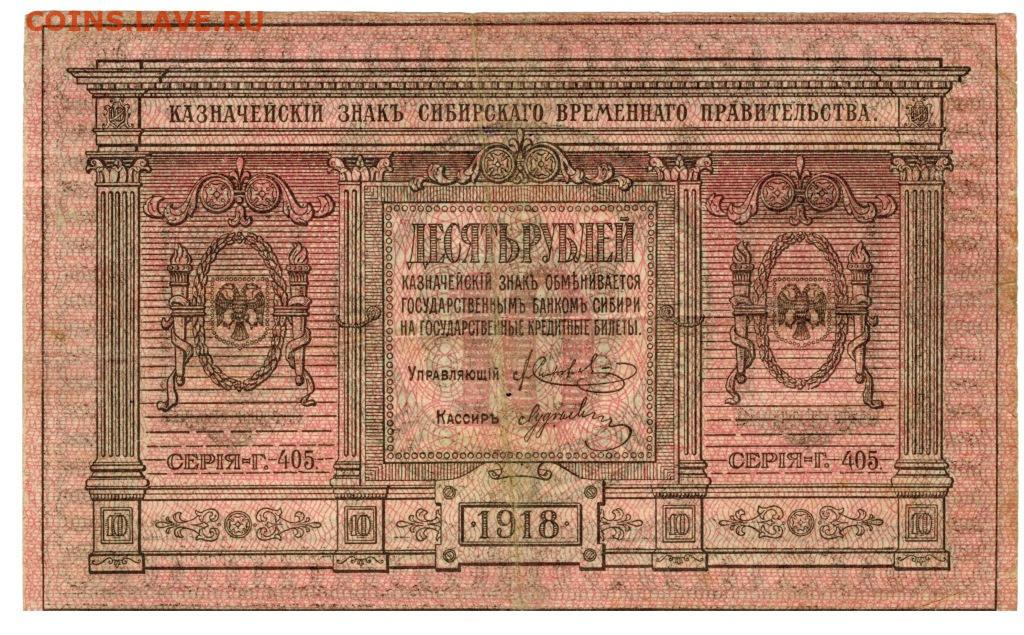 COINS.LAVE.RU
КАЗНАЧЕЙСКІЙ ЗНАКЪ СИБИРСКАГО ВРЕМЕННАГО ПРАВИТЕЛЬСТВА.
ДЕСЯТЬ РУБЛЕЙ
КАЗНАЧЕЙСКІЙ ЗНАКЪ ОБМѢНИВАЕТСЯ
ГОСУДАРСТВЕННЫМЪ БАНКОМЪ СИБИРИ
НА ГОСУДАРСТВЕННЫЕ КРЕДИТНЫЕ БИЛЕТЫ.
УПРАВЛЯЮЩІЙ
КАССИРЪ
СЕРІЯ-Г.-405.
СЕРІЯ-Г. 405.
10 10 ·1918· 10 10